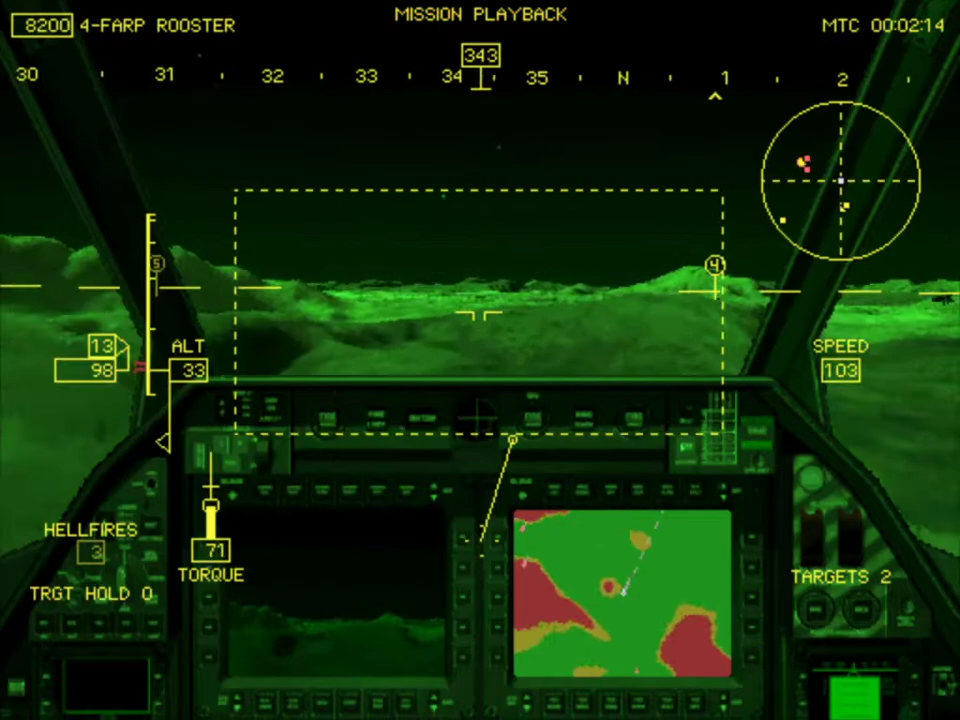 8200 4-FARP ROOSTER
MISSION PLAYBACK
MTC 00:02:14
343
30 31 32 33 34 35 N 1 2
5
4
13
98
ALT
33
SPEED
103
HELLFIRES
3
TRGT HOLD 0
71
TORQUE
TARGETS 2